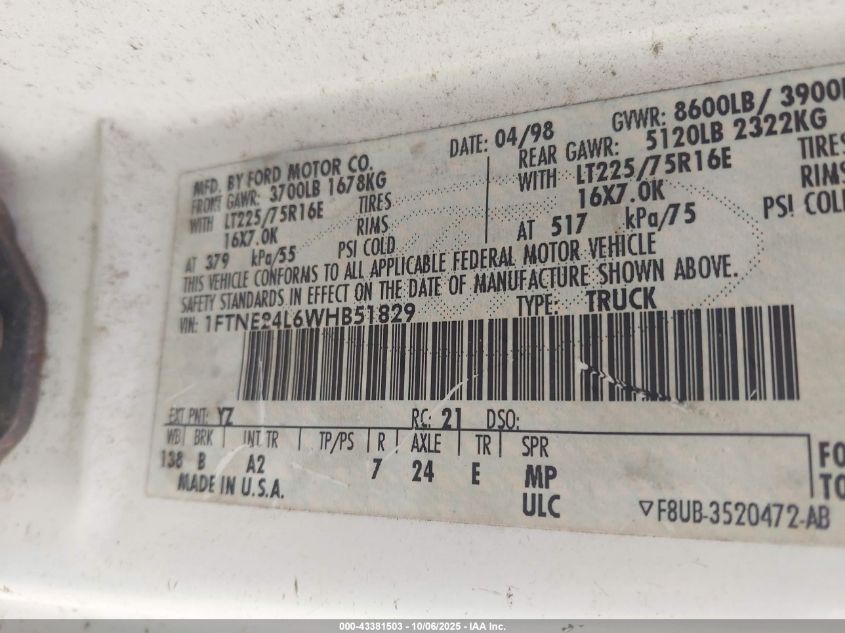 MFD. BY FORD MOTOR CO.
DATE: 04/98
GVWR: 8600LB/ 3900
FRONT GAWR: 3700LB 1678KG
REAR GAWR: 5120LB 2322KG
WITH LT225/75R16E TIRES
WITH LT225/75R16E TIRES
16X7.0K RIMS
16X7.0K RIMS
AT 379 kPa/55 PSI COLD
AT 517 kPa/75 PSI COL
THIS VEHICLE CONFORMS TO ALL APPLICABLE FEDERAL MOTOR VEHICLE
SAFETY STANDARDS IN EFFECT ON THE DATE OF MANUFACTURE SHOWN ABOVE.
VIN: 1FTNE24L6WHB51829
TYPE: TRUCK
EXT PNT: YZ RC: 21 DSO:
WB BRK INT TR TP/PS R AXLE TR SPR
138 B A2 7 24 E MP
MADE IN U.S.A. ULC
F8UB-3520472-AB
FO
TO
000-43381503 - 10/06/2025 - IAA Inc.